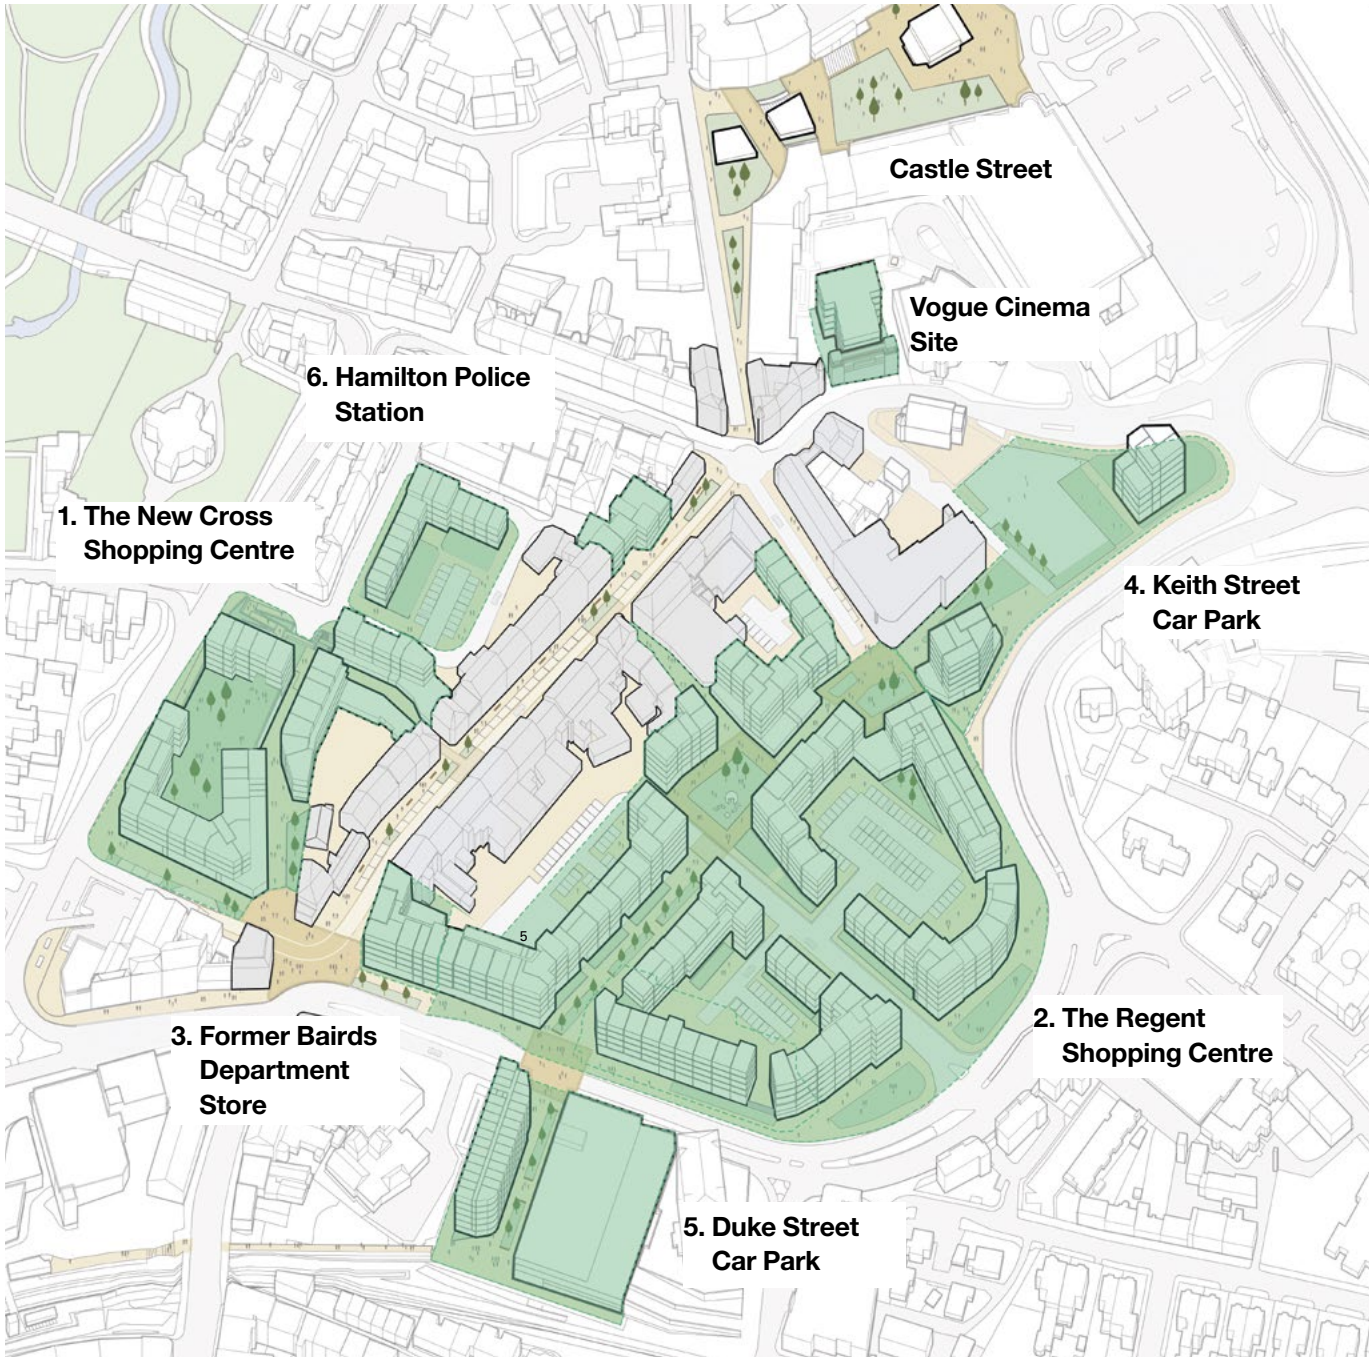 Castle Street
Vogue Cinema
Site
6. Hamilton Police
Station
1. The New Cross
Shopping Centre
4. Keith Street
Car Park
5
2. The Regent
Shopping Centre
3. Former Bairds
Department
Store
5. Duke Street
Car Park